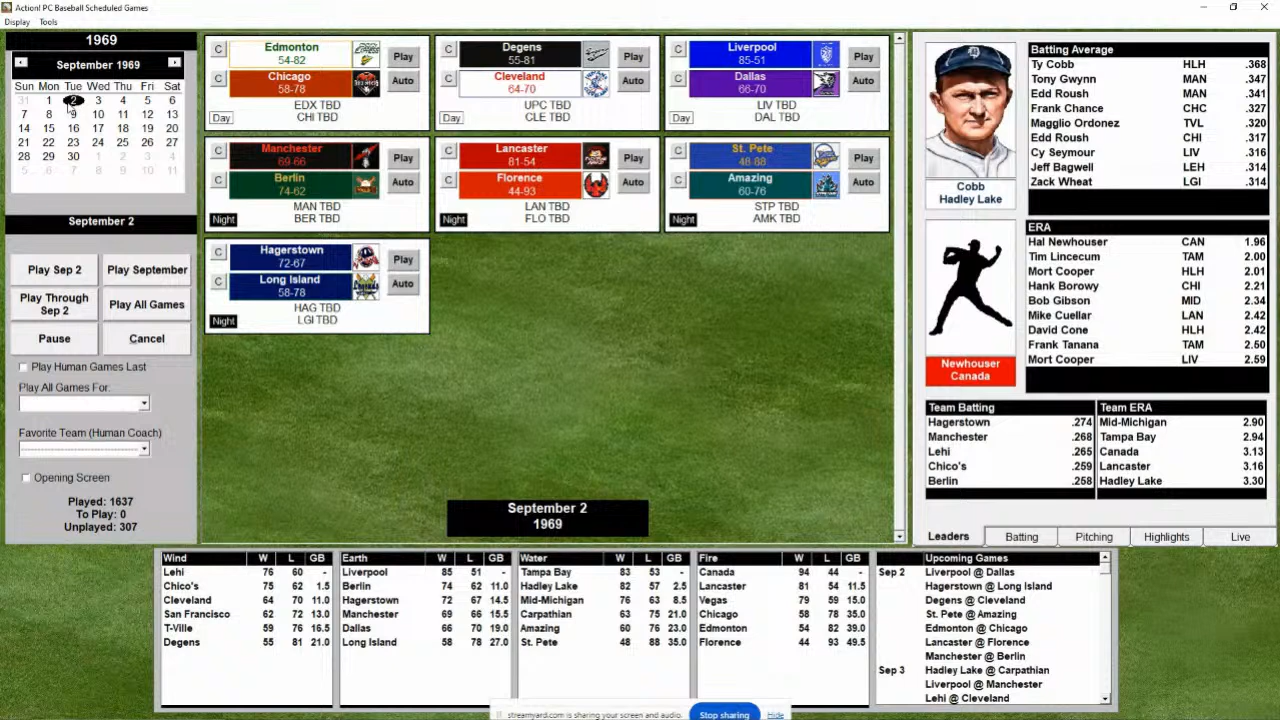 Action! PC Baseball Scheduled Games
Display Tools
1969
September 1969
Sun Mon Tue Wed Thu Fri Sat
31 1 2 3 4 5 6
7 8 9 10 11 12 13
14 15 16 17 18 19 20
21 22 23 24 25 26 27
28 29 30 1 2 3 4
5 6 7 8 9 10 11
September 2
Play Sep 2
Play September
Play Through Sep 2
Play All Games
Pause
Cancel
Play Human Games Last
Play All Games For:
Favorite Team (Human Coach)
Opening Screen
Played: 1637
To Play: 0
Unplayed: 307
C Edmonton 54-82 Play
C Chicago 58-78 Auto
EDX TBD
Day CHI TBD
C Degens 55-81 Play
C Cleveland 64-70 Auto
UPC TBD
Day CLE TBD
C Liverpool 85-51 Play
C Dallas 66-70 Auto
LIV TBD
Day DAL TBD
C Manchester 69-66 Play
C Berlin 74-62 Auto
MAN TBD
Night BER TBD
C Lancaster 81-54 Play
C Florence 44-93 Auto
LAN TBD
Night FLO TBD
C St. Pete 48-88 Play
C Amazing 60-76 Auto
STP TBD
Night AMK TBD
C Hagerstown 72-67 Play
C Long Island 58-78 Auto
HAG TBD
Night LGI TBD
September 2
1969
Cobb
Hadley Lake
Batting Average
Ty Cobb HLH .368
Tony Gwynn MAN .347
Edd Roush MAN .341
Frank Chance CHC .327
Magglio Ordonez TVL .320
Edd Roush CHI .317
Cy Seymour LIV .316
Jeff Bagwell LEH .314
Zack Wheat LGI .314
Newhouser
Canada
ERA
Hal Newhouser CAN 1.96
Tim Lincecum TAM 2.00
Mort Cooper HLH 2.01
Hank Borowy CHI 2.21
Bob Gibson MID 2.34
Mike Cuellar LAN 2.42
David Cone HLH 2.42
Frank Tanana TAM 2.50
Mort Cooper LIV 2.59
Team Batting
Hagerstown .274
Manchester .268
Lehi .265
Chico's .259
Berlin .258
Team ERA
Mid-Michigan 2.90
Tampa Bay 2.94
Canada 3.13
Lancaster 3.16
Hadley Lake 3.30
Leaders Batting Pitching Highlights Live
Wind W L GB
Lehi 76 60 -
Chico's 75 62 1.5
Cleveland 64 70 11.0
San Francisco 62 72 13.0
T-Ville 59 76 16.5
Degens 55 81 21.0
Earth W L GB
Liverpool 85 51 -
Berlin 74 62 11.0
Hagerstown 72 67 14.5
Manchester 69 66 15.5
Dallas 66 70 19.0
Long Island 58 78 27.0
Water W L GB
Tampa Bay 83 53 -
Hadley Lake 82 57 2.5
Mid-Michigan 76 63 8.5
Carpathian 63 75 21.0
Amazing 60 76 23.0
St. Pete 48 88 35.0
Fire W L GB
Canada 94 44 -
Lancaster 81 54 11.5
Vegas 79 59 15.0
Chicago 58 78 35.0
Edmonton 54 82 39.0
Florence 44 93 49.5
Upcoming Games
Sep 2 Liverpool @ Dallas
Hagerstown @ Long Island
Degens @ Cleveland
St. Pete @ Amazing
Edmonton @ Chicago
Lancaster @ Florence
Manchester @ Berlin
Sep 3 Hadley Lake @ Carpathian
Liverpool @ Manchester
Lehi @ Cleveland
streamyard.com is sharing your screen and audio. Stop sharing Hide